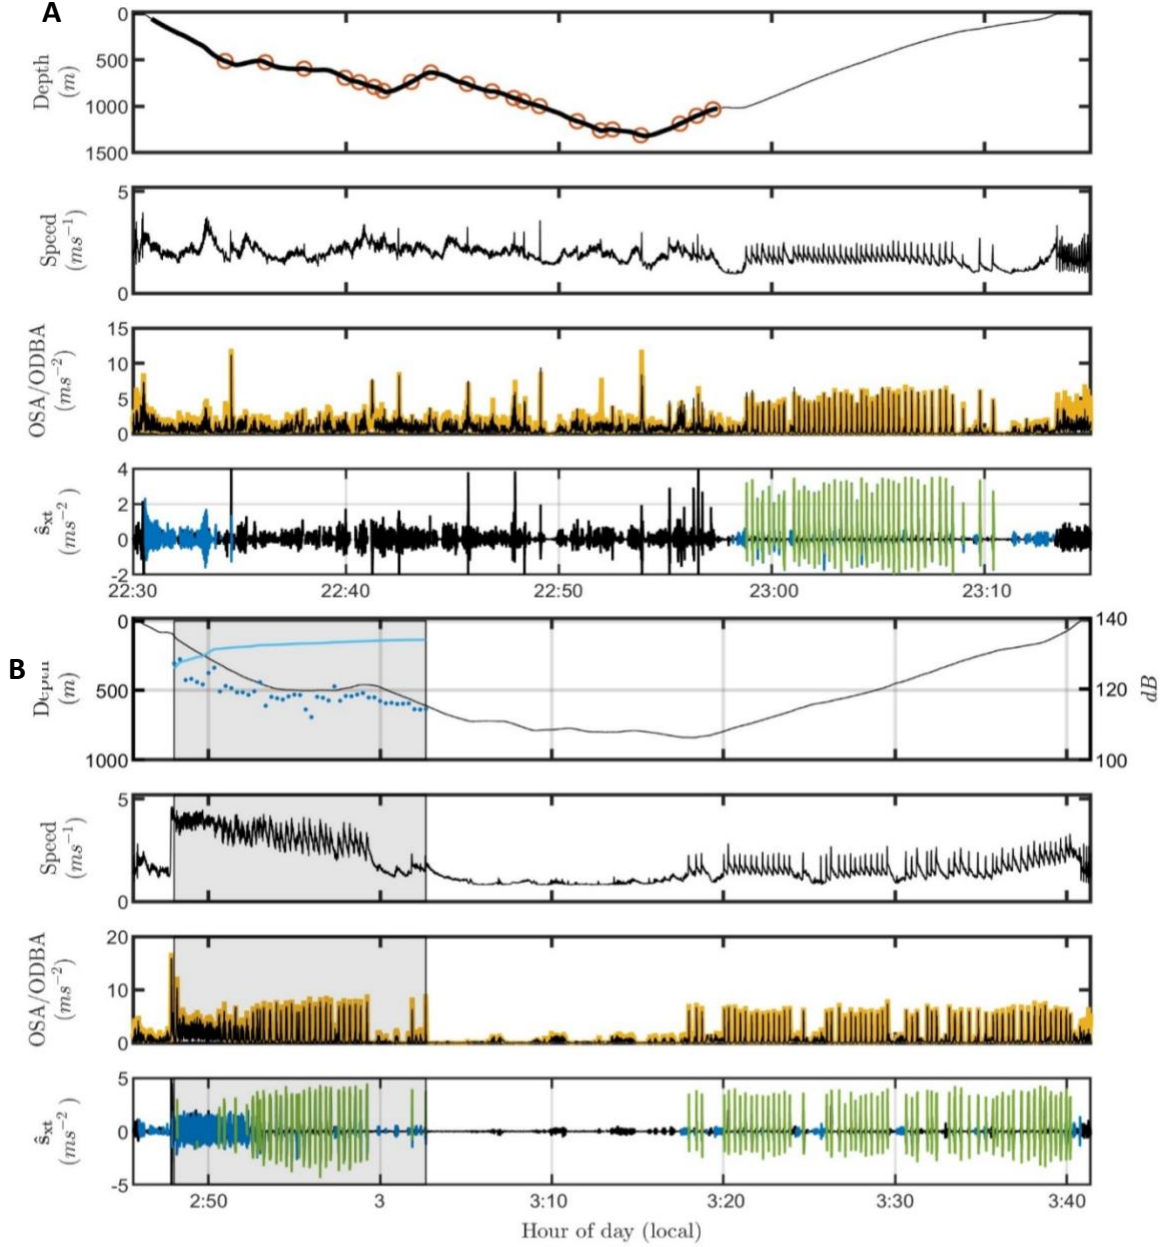 A
0
500
1000
1500
Depth
(m)
5
0
Speed
(ms⁻¹)
15
10
5
0
OSA/ODBA
(ms⁻²)
4
2
0
-2
ŝxt
(ms⁻²)
22:30 22:40 22:50 23:00 23:10
B
0
500
1000
Depth
(m)
140
120
100
dB
5
0
Speed
(ms⁻¹)
20
10
0
OSA/ODBA
(ms⁻²)
5
0
-5
ŝxt
(ms⁻²)
2:50 3 3:10 3:20 3:30 3:40
Hour of day (local)